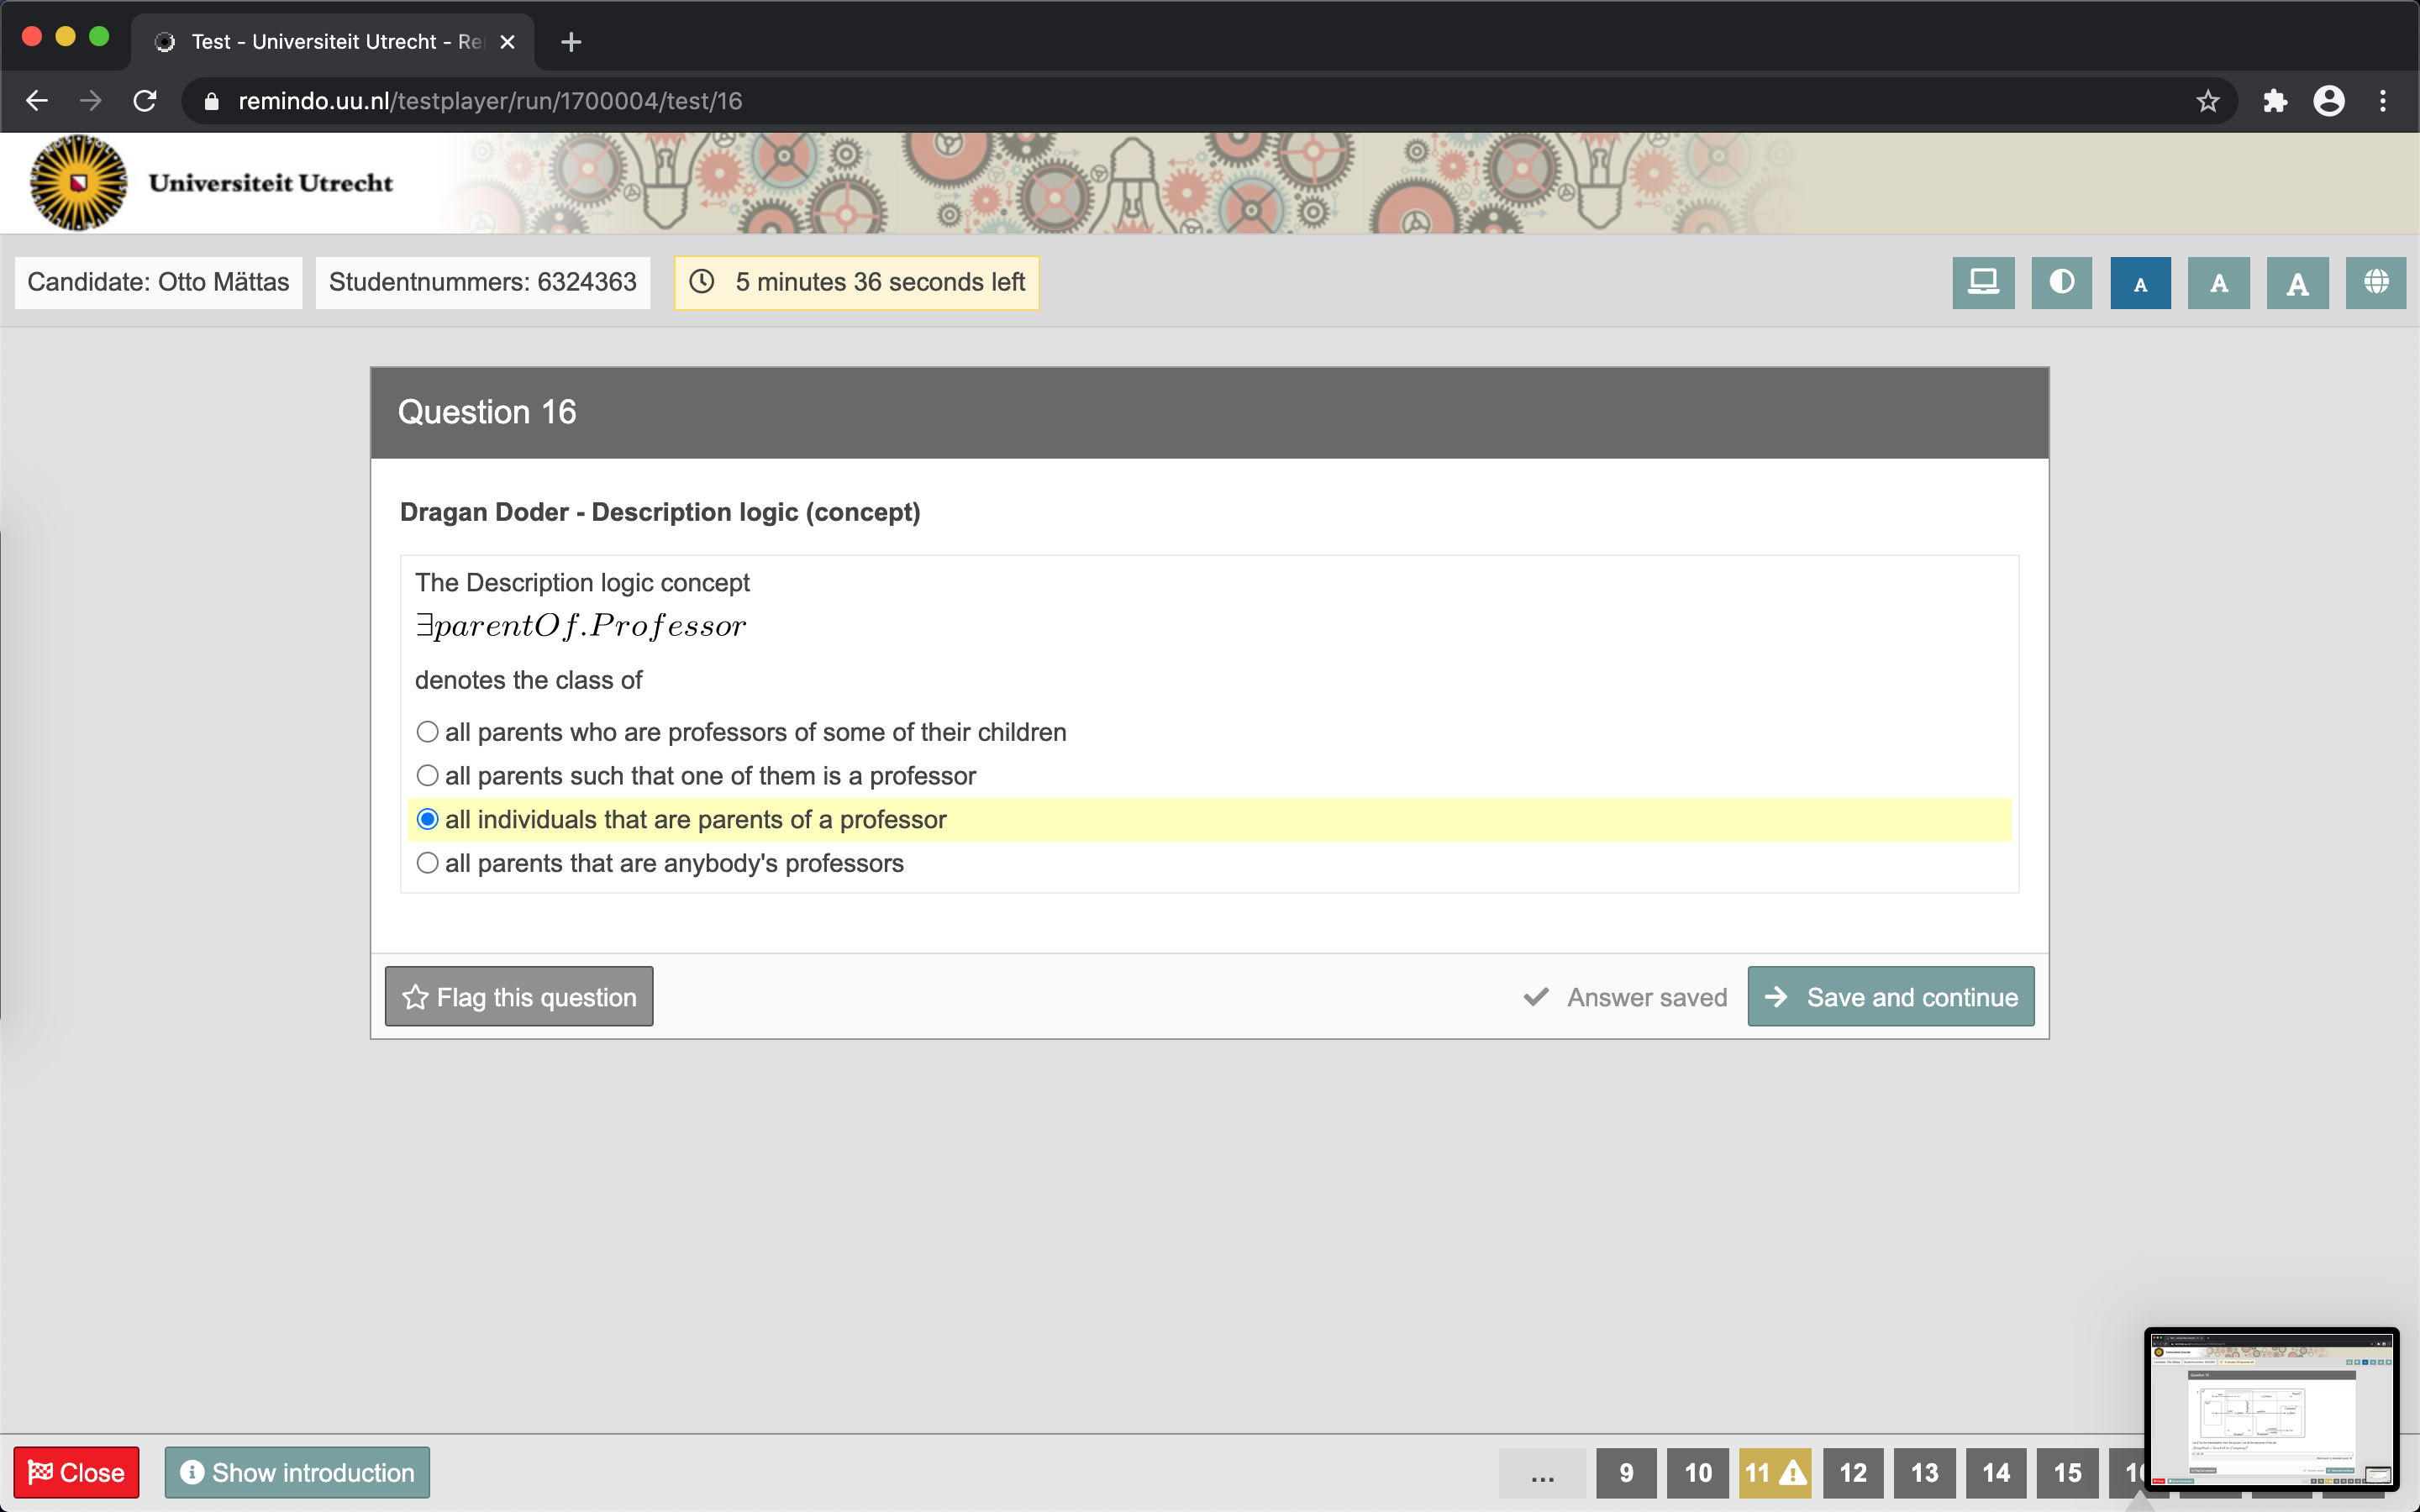 Test - Universiteit Utrecht - Re
remindo.uu.nl/testplayer/run/1700004/test/16
Universiteit Utrecht
Candidate: Otto Mättas
Studentnummers: 6324363
5 minutes 36 seconds left
A
A
A
Question 16
Dragan Doder - Description logic (concept)
The Description logic concept
∃parentOf.Professor
denotes the class of
all parents who are professors of some of their children
all parents such that one of them is a professor
all individuals that are parents of a professor
all parents that are anybody's professors
Flag this question
Answer saved
Save and continue
Close
Show introduction
...
9
10
11
12
13
14
15